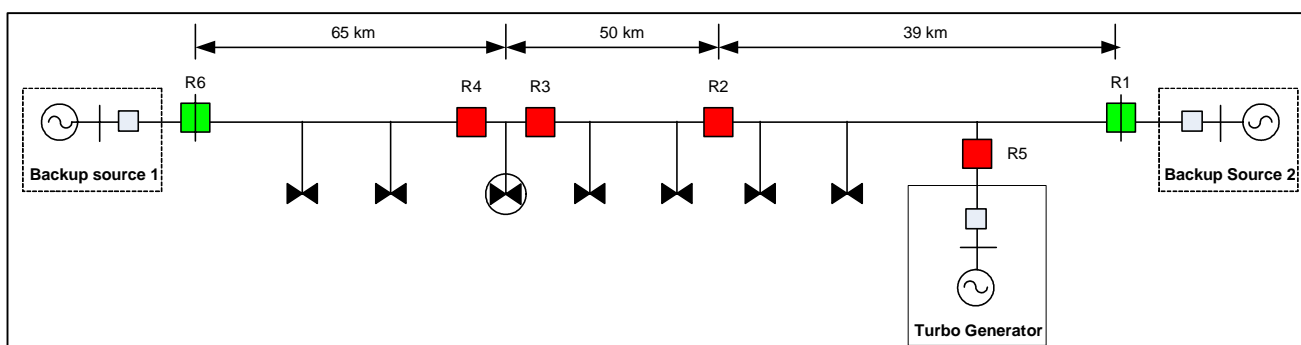 65 km
50 km
39 km
R6
R4
R3
R2
R1
R5
Backup source 1
Backup Source 2
Turbo Generator